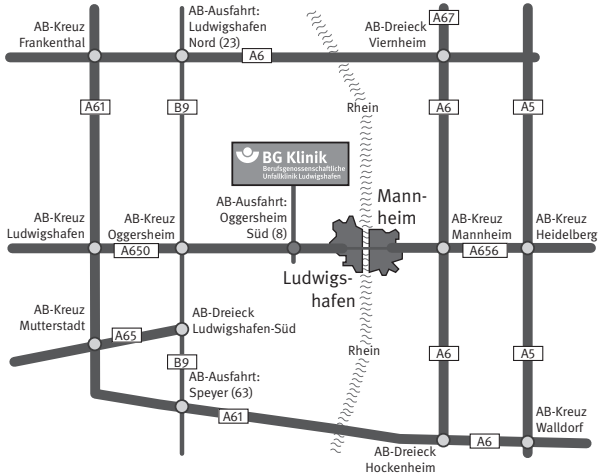 AB-Kreuz
Frankenthal
AB-Ausfahrt:
Ludwigshafen
Nord (23)
A6
AB-Dreieck
Viernheim
A67
A61
B9
Rhein
A6
A5
BG Klinik
Berufsgenossenschaftliche
Unfallklinik Ludwigshafen
AB-Kreuz
Ludwigshafen
A650
AB-Kreuz
Oggersheim
AB-Ausfahrt:
Oggersheim
Süd (8)
Mann-
heim
Ludwigs-
hafen
AB-Kreuz
Mannheim
A656
AB-Kreuz
Heidelberg
AB-Kreuz
Mutterstadt
A65
AB-Dreieck
Ludwigshafen-Süd
B9
Rhein
A6
A5
AB-Ausfahrt:
Speyer (63)
A61
AB-Dreieck
Hockenheim
A6
AB-Kreuz
Walldorf